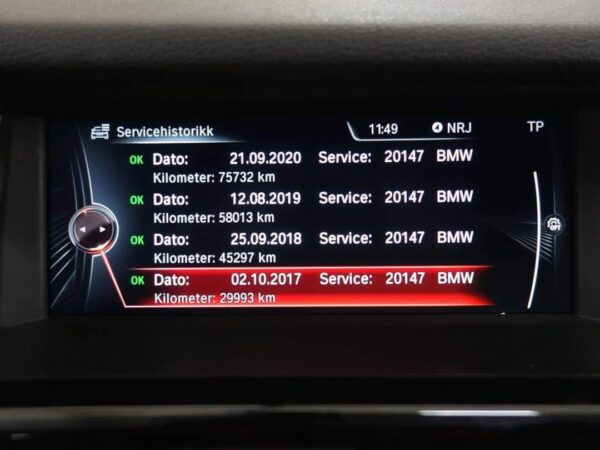 Servicehistorikk 11:49 NRJ TP
OK Dato: 21.09.2020 Service: 20147 BMW
Kilometer: 75732 km
OK Dato: 12.08.2019 Service: 20147 BMW
Kilometer: 58013 km
OK Dato: 25.09.2018 Service: 20147 BMW
Kilometer: 45297 km
OK Dato: 02.10.2017 Service: 20147 BMW
Kilometer: 29993 km